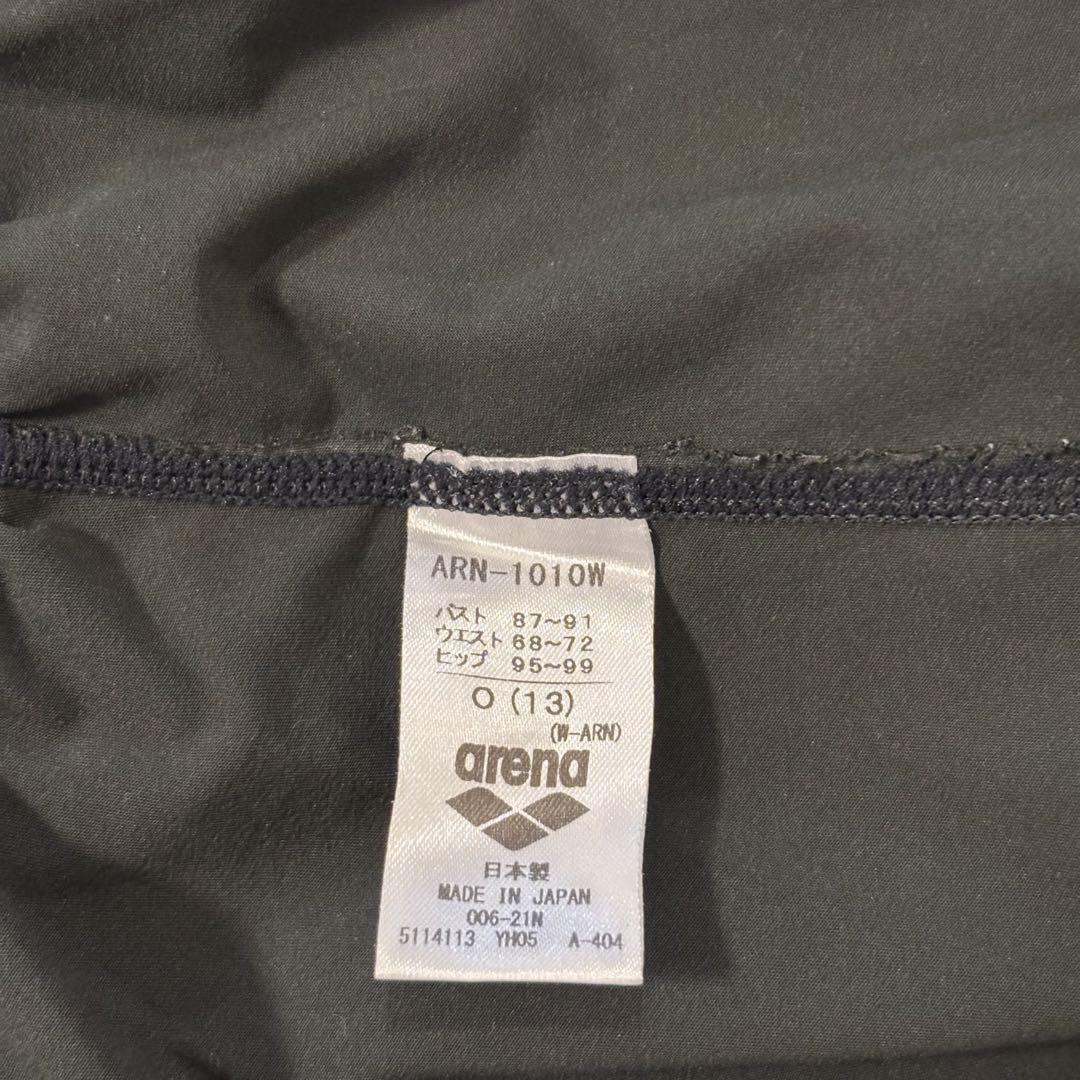 ARN-1010W
バスト 87~91
ウエスト 68~72
ヒップ 95~99
O (13)
(W-ARN)
arena
日本製
MADE IN JAPAN
006-21N
5114113 YH05 A-404